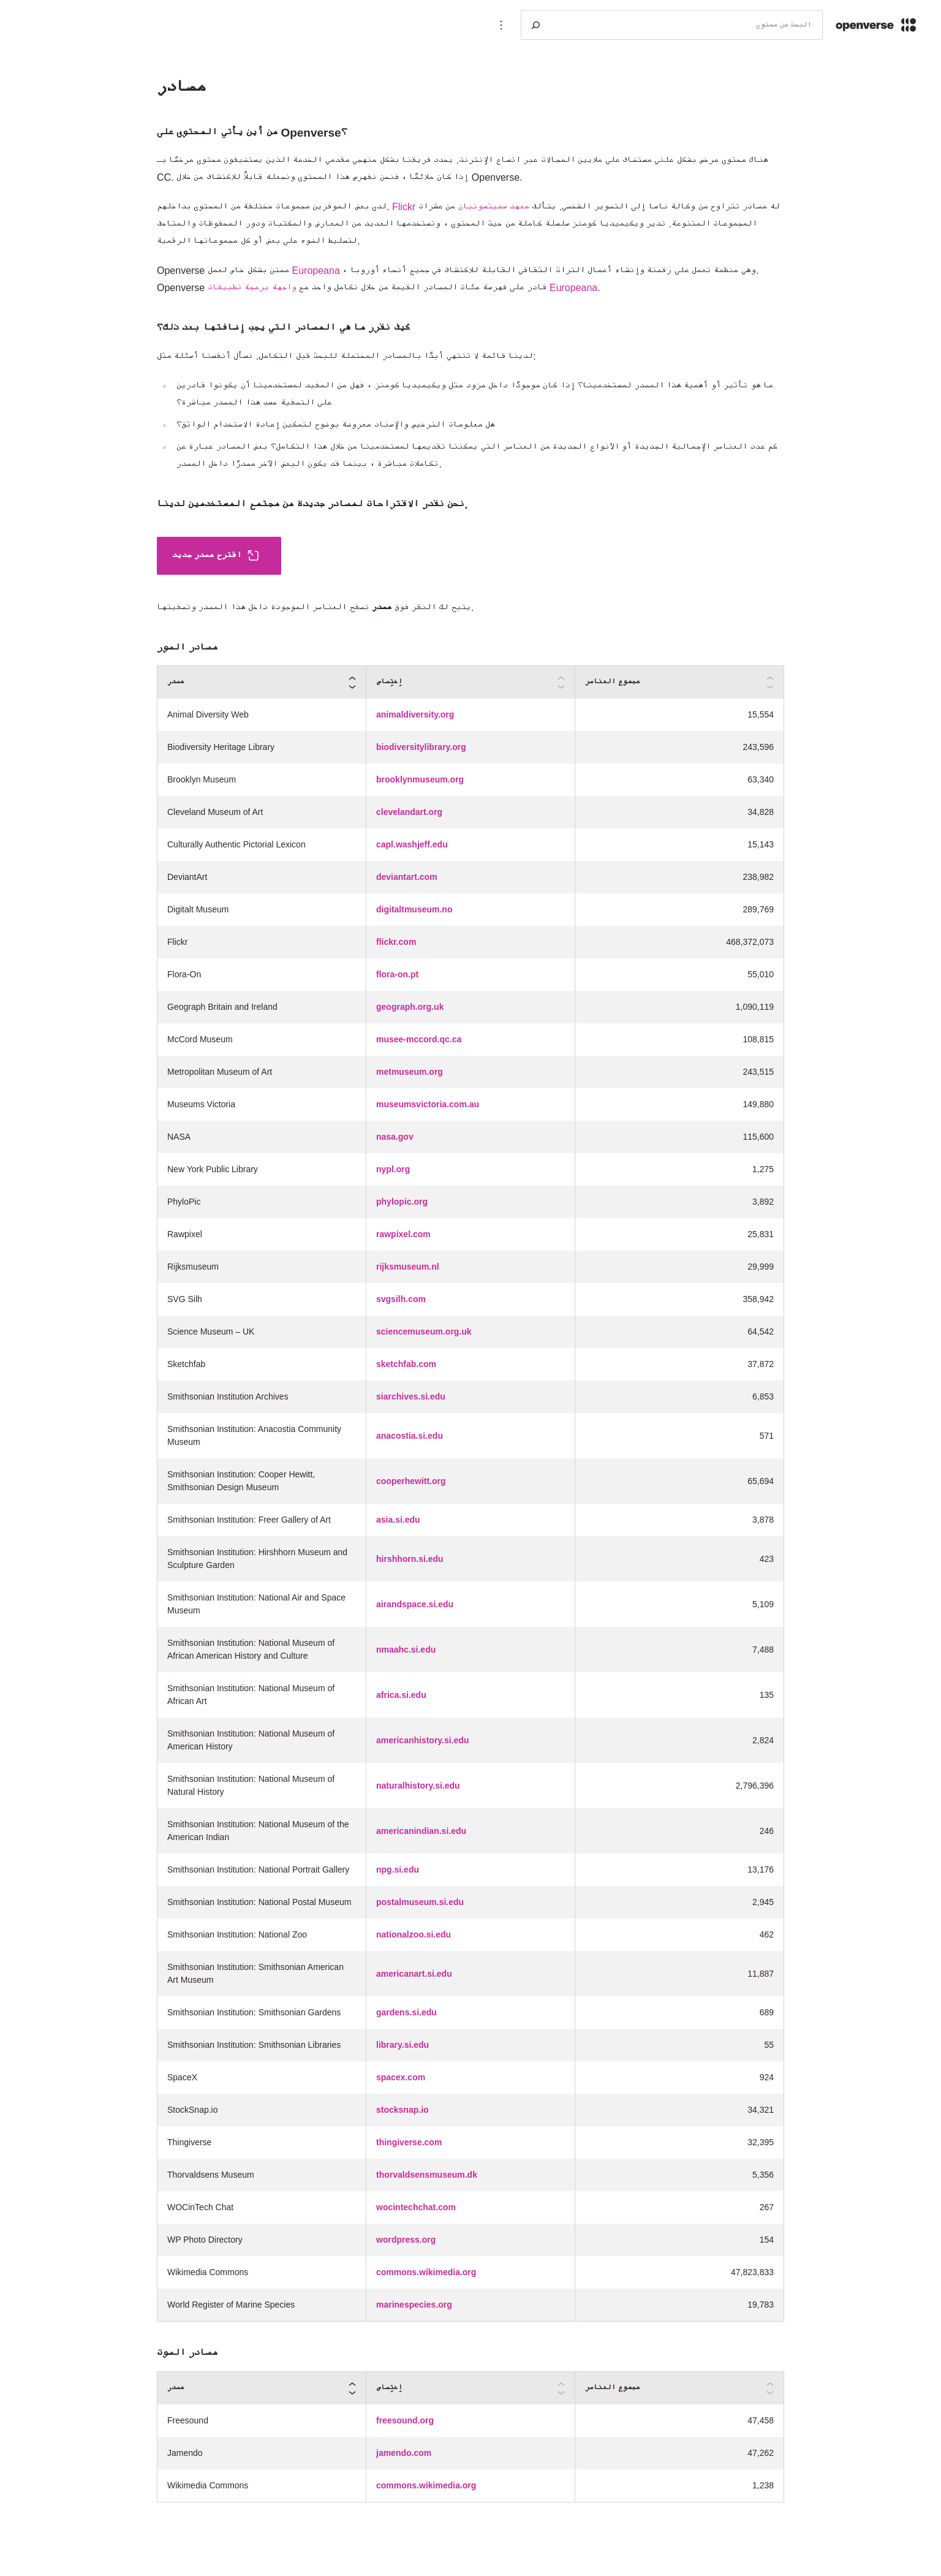 openverse
البحث عن محتوى
مصادر
من أين يأتي المحتوى على Openverse؟
هناك محتوى مرخص بشكل علني مستضاف على ملايين المجالات عبر اتساع الإنترنت. يحدد فريقنا بشكل منهجي مقدمي الخدمة الذين يستضيفون محتوى مرخصًا بـ
CC. إذا كان ملائمًا ، فنحن نفهرس هذا المحتوى ونجعله قابلاً للإكتشاف من خلال Openverse.
لدى بعض الموفرين مجموعات مختلفة من المحتوى بداخلهم. Flickr له مصادر تتراوح من وكالة ناسا إلى التصوير الشخصي. يتألف معهد سميثسونيان من عشرات
المجموعات المتنوعة. تدير ويكيميديا كومنز سلسلة كاملة من حيث المحتوى ، وتستخدمها العديد من المعارض والمكتبات ودور المحفوظات والمتاحف
لتسليط الضوء على بعض أو كل مجموعاتها الرقمية.
Openverse ممتن بشكل خاص لعمل Europeana ، وهي منظمة تعمل على رقمنة وإنشاء أعمال التراث الثقافي القابلة للإكتشاف في جميع أنحاء أوروبا.
Openverse قادر على فهرسة مئات المصادر القيمة من خلال تكامل واحد مع واجهة برمجة تطبيقات Europeana.
كيف نقرر ما هي المصادر التي يجب إضافتها بعد ذلك؟
لدينا قائمة لا تنتهي أبدًا بالمصادر المحتملة للبحث قبل التكامل. نسأل أنفسنا أسئلة مثل:
ما هو تأثير أو أهمية هذا المصدر لمستخدمينا؟ إذا كان موجودًا داخل مزود مثل ويكيميديا كومنز ، فهل من المفيد لمستخدمينا أن يكونوا قادرين
على التصفية حسب هذا المصدر مباشرة؟
هل معلومات الترخيص والإسناد معروضة بوضوح لتمكين إعادة الاستخدام الواثق؟
كم عدد العناصر الإجمالية الجديدة أو الأنواع الجديدة من العناصر التي يمكننا تقديمها لمستخدمينا من خلال هذا التكامل؟ بعض المصادر عبارة عن
تكاملات مباشرة ، بينما قد يكون البعض الآخر مصدرًا داخل المصدر.
نحن نقدر الاقتراحات لمصادر جديدة من مجتمع المستخدمين لدينا.
اقترح مصدر جديد
يتيح لك النقر فوق مصدر تصفح العناصر الموجودة داخل هذا المصدر وتصفيتها.
مصادر الصور
مصدر إختِصاص مجموع العناصر
Animal Diversity Web animaldiversity.org 15,554
Biodiversity Heritage Library biodiversitylibrary.org 243,596
Brooklyn Museum brooklynmuseum.org 63,340
Cleveland Museum of Art clevelandart.org 34,828
Culturally Authentic Pictorial Lexicon capl.washjeff.edu 15,143
DeviantArt deviantart.com 238,982
Digitalt Museum digitaltmuseum.no 289,769
Flickr flickr.com 468,372,073
Flora-On flora-on.pt 55,010
Geograph Britain and Ireland geograph.org.uk 1,090,119
McCord Museum musee-mccord.qc.ca 108,815
Metropolitan Museum of Art metmuseum.org 243,515
Museums Victoria museumsvictoria.com.au 149,880
NASA nasa.gov 115,600
New York Public Library nypl.org 1,275
PhyloPic phylopic.org 3,892
Rawpixel rawpixel.com 25,831
Rijksmuseum rijksmuseum.nl 29,999
SVG Silh svgsilh.com 358,942
Science Museum – UK sciencemuseum.org.uk 64,542
Sketchfab sketchfab.com 37,872
Smithsonian Institution Archives siarchives.si.edu 6,853
Smithsonian Institution: Anacostia Community
Museum anacostia.si.edu 571
Smithsonian Institution: Cooper Hewitt,
Smithsonian Design Museum cooperhewitt.org 65,694
Smithsonian Institution: Freer Gallery of Art asia.si.edu 3,878
Smithsonian Institution: Hirshhorn Museum and
Sculpture Garden hirshhorn.si.edu 423
Smithsonian Institution: National Air and Space
Museum airandspace.si.edu 5,109
Smithsonian Institution: National Museum of
African American History and Culture nmaahc.si.edu 7,488
Smithsonian Institution: National Museum of
African Art africa.si.edu 135
Smithsonian Institution: National Museum of
American History americanhistory.si.edu 2,824
Smithsonian Institution: National Museum of
Natural History naturalhistory.si.edu 2,796,396
Smithsonian Institution: National Museum of the
American Indian americanindian.si.edu 246
Smithsonian Institution: National Portrait Gallery npg.si.edu 13,176
Smithsonian Institution: National Postal Museum postalmuseum.si.edu 2,945
Smithsonian Institution: National Zoo nationalzoo.si.edu 462
Smithsonian Institution: Smithsonian American
Art Museum americanart.si.edu 11,887
Smithsonian Institution: Smithsonian Gardens gardens.si.edu 689
Smithsonian Institution: Smithsonian Libraries library.si.edu 55
SpaceX spacex.com 924
StockSnap.io stocksnap.io 34,321
Thingiverse thingiverse.com 32,395
Thorvaldsens Museum thorvaldsensmuseum.dk 5,356
WOCinTech Chat wocintechchat.com 267
WP Photo Directory wordpress.org 154
Wikimedia Commons commons.wikimedia.org 47,823,833
World Register of Marine Species marinespecies.org 19,783
مصادر الصوت
مصدر إختِصاص مجموع العناصر
Freesound freesound.org 47,458
Jamendo jamendo.com 47,262
Wikimedia Commons commons.wikimedia.org 1,238